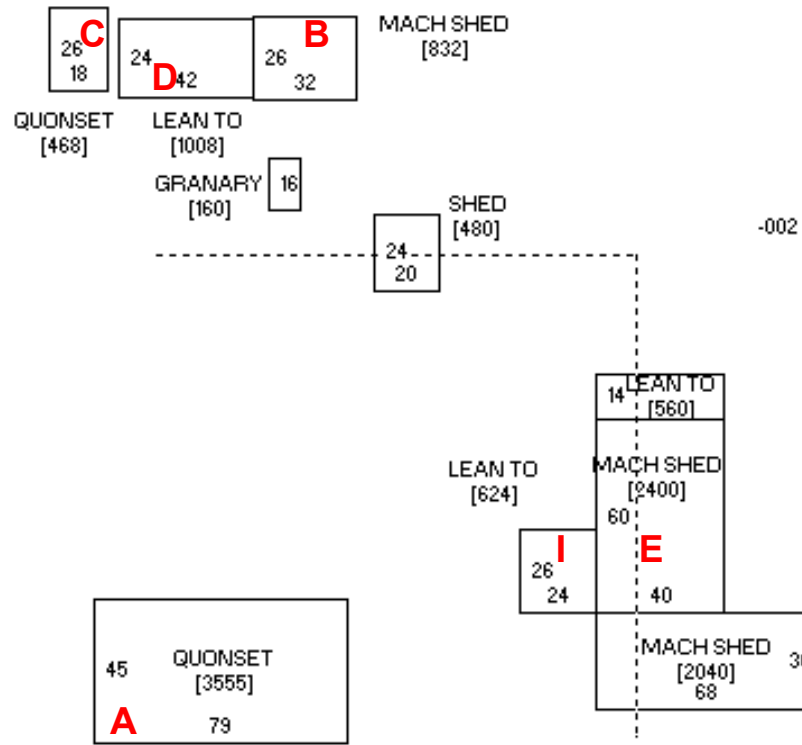 C
26
18
QUONSET
[468]
24
D
42
LEAN TO
[1008]
B
26
32
MACH SHED
[832]
GRANARY
[160]
16
SHED
[480]
24
20
-002
14
LEAN TO
[560]
MACH SHED
[2400]
60
E
40
LEAN TO
[624]
I
26
24
QUONSET
[3555]
45
A
79
MACH SHED
[2040]
68